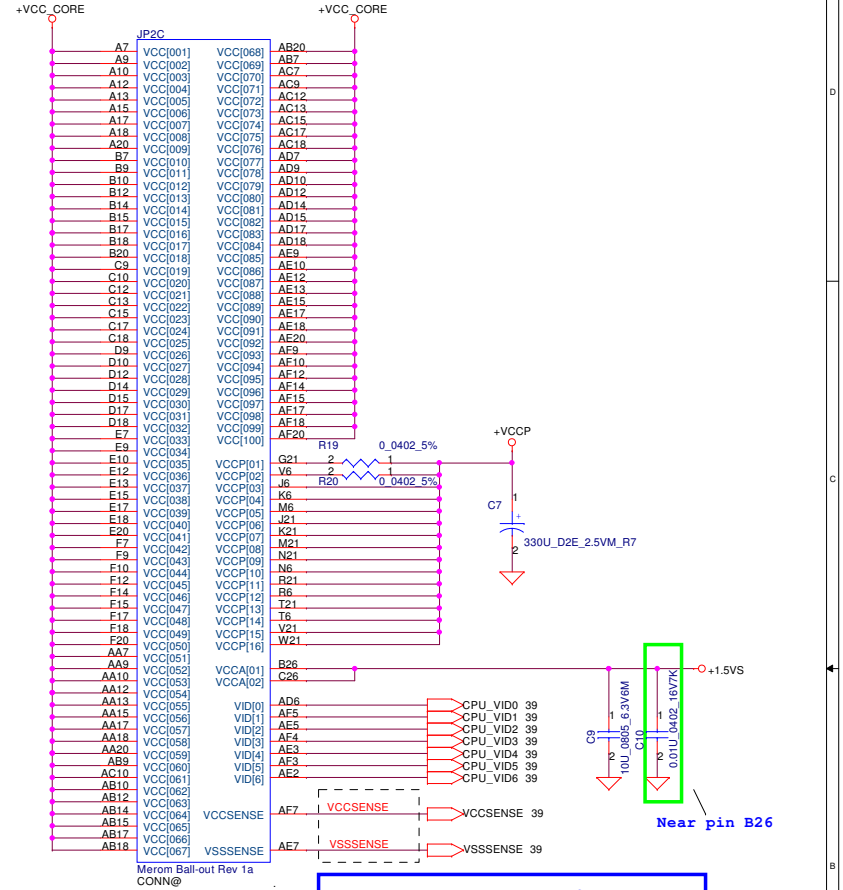 +VCC_CORE +VCC_CORE
JP2C
A7 VCC[001] VCC[068] AB20
A9 VCC[002] VCC[069] AB7
A10 VCC[003] VCC[070] AC7
A12 VCC[004] VCC[071] AC9
A13 VCC[005] VCC[072] AC12
A15 VCC[006] VCC[073] AC13
A17 VCC[007] VCC[074] AC15
A18 VCC[008] VCC[075] AC17
A20 VCC[009] VCC[076] AC18
B7 VCC[010] VCC[077] AD7
B9 VCC[011] VCC[078] AD9
B10 VCC[012] VCC[079] AD10
B12 VCC[013] VCC[080] AD12
B14 VCC[014] VCC[081] AD14
B15 VCC[015] VCC[082] AD15
B17 VCC[016] VCC[083] AD17
B18 VCC[017] VCC[084] AD18
B20 VCC[018] VCC[085] AE9
C9 VCC[019] VCC[086] AE10
C10 VCC[020] VCC[087] AE12
C12 VCC[021] VCC[088] AE13
C13 VCC[022] VCC[089] AE15
C15 VCC[023] VCC[090] AE17
C17 VCC[024] VCC[091] AE18
C18 VCC[025] VCC[092] AE20
D9 VCC[026] VCC[093] AF9
D10 VCC[027] VCC[094] AF10
D12 VCC[028] VCC[095] AF12
D14 VCC[029] VCC[096] AF14
D15 VCC[030] VCC[097] AF15
D17 VCC[031] VCC[098] AF17
D18 VCC[032] VCC[099] AF18
E7 VCC[033] VCC[100] AF20
E9 VCC[034]
E10 VCC[035] VCCP[01] G21
E12 VCC[036] VCCP[02] V6
E13 VCC[037] VCCP[03] J6
E15 VCC[038] VCCP[04] K6
E17 VCC[039] VCCP[05] M6
E18 VCC[040] VCCP[06] J21
E20 VCC[041] VCCP[07] K21
F7 VCC[042] VCCP[08] M21
F9 VCC[043] VCCP[09] N21
F10 VCC[044] VCCP[10] N6
F12 VCC[045] VCCP[11] R21
F14 VCC[046] VCCP[12] R6
F15 VCC[047] VCCP[13] T21
F17 VCC[048] VCCP[14] T6
F18 VCC[049] VCCP[15] V21
F20 VCC[050] VCCP[16] W21
AA7 VCC[051]
AA9 VCC[052] VCCA[01] B26
AA10 VCC[053] VCCA[02] C26
AA12 VCC[054]
AA13 VCC[055] VID[0] AD6 CPU_VID0 39
AA15 VCC[056] VID[1] AF5 CPU_VID1 39
AA17 VCC[057] VID[2] AE5 CPU_VID2 39
AA18 VCC[058] VID[3] AF4 CPU_VID3 39
AA20 VCC[059] VID[4] AE3 CPU_VID4 39
AB9 VCC[060] VID[5] AF3 CPU_VID5 39
AC10 VCC[061] VID[6] AE2 CPU_VID6 39
AB10 VCC[062]
AB12 VCC[063]
AB14 VCC[064] VCCSENSE AF7 VCCSENSE VCCSENSE 39
AB15 VCC[065]
AB17 VCC[066]
AB18 VCC[067] VSSSENSE AE7 VSSSENSE VSSSENSE 39
Merom Ball-out Rev 1a
CONN@
R19 0_0402_5%
2 1
2 1
R20 0_0402_5%
+VCCP
C7
1
+
2
330U_D2E_2.5VM_R7
+1.5VS
C9
1
2
10U_0805_6.3V6M
C10
1
2
0.01U_0402_16V7K
Near pin B26
D
C
B